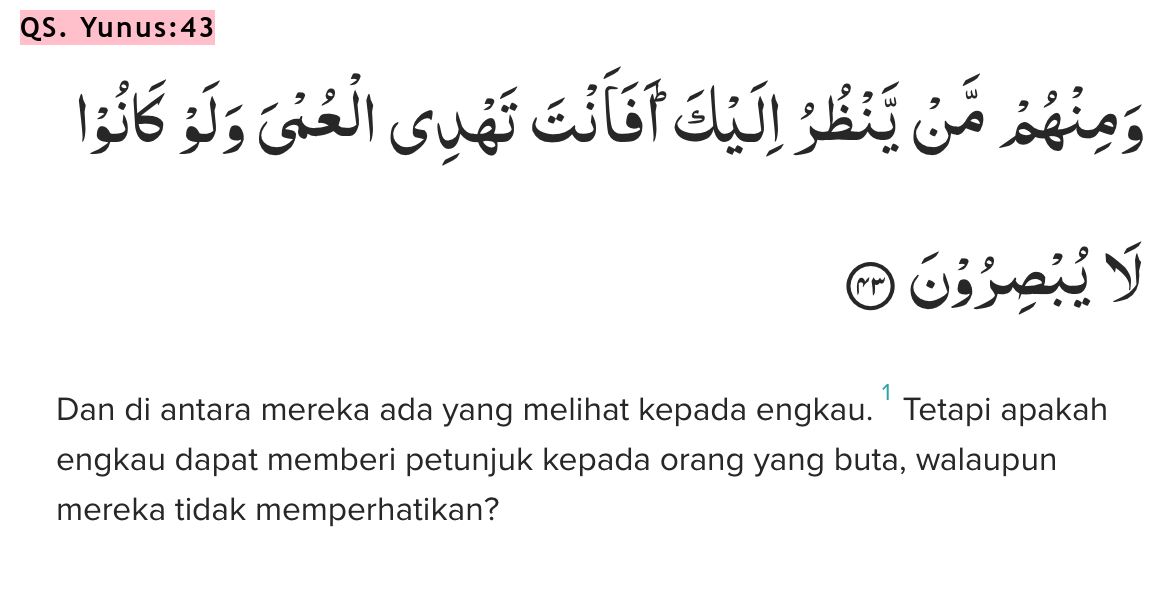 QS. Yunus:43
وَمِنْهُمْ مَّنْ يَّنْظُرُ اِلَيْكَ ۗ اَفَاَنْتَ تَهْدِى الْعُمْيَ وَلَوْ كَانُوْا
لَا يُبْصِرُوْنَ ٤٣
Dan di antara mereka ada yang melihat kepada engkau. 1 Tetapi apakah
engkau dapat memberi petunjuk kepada orang yang buta, walaupun
mereka tidak memperhatikan?